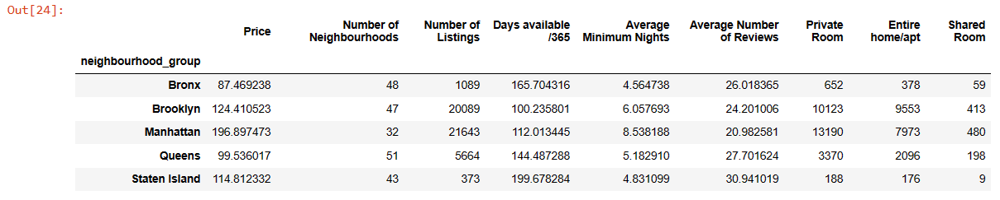 Out[24]:
Price Number of Neighbourhoods Number of Listings Days available /365 Average Minimum Nights Average Number of Reviews Private Room Entire home/apt Shared Room
neighbourhood_group
Bronx 87.469238 48 1089 165.704316 4.564738 26.018365 652 378 59
Brooklyn 124.410523 47 20089 100.235801 6.057693 24.201006 10123 9553 413
Manhattan 196.897473 32 21643 112.013445 8.538188 20.982581 13190 7973 480
Queens 99.536017 51 5664 144.487288 5.182910 27.701624 3370 2096 198
Staten Island 114.812332 43 373 199.678284 4.831099 30.941019 188 176 9